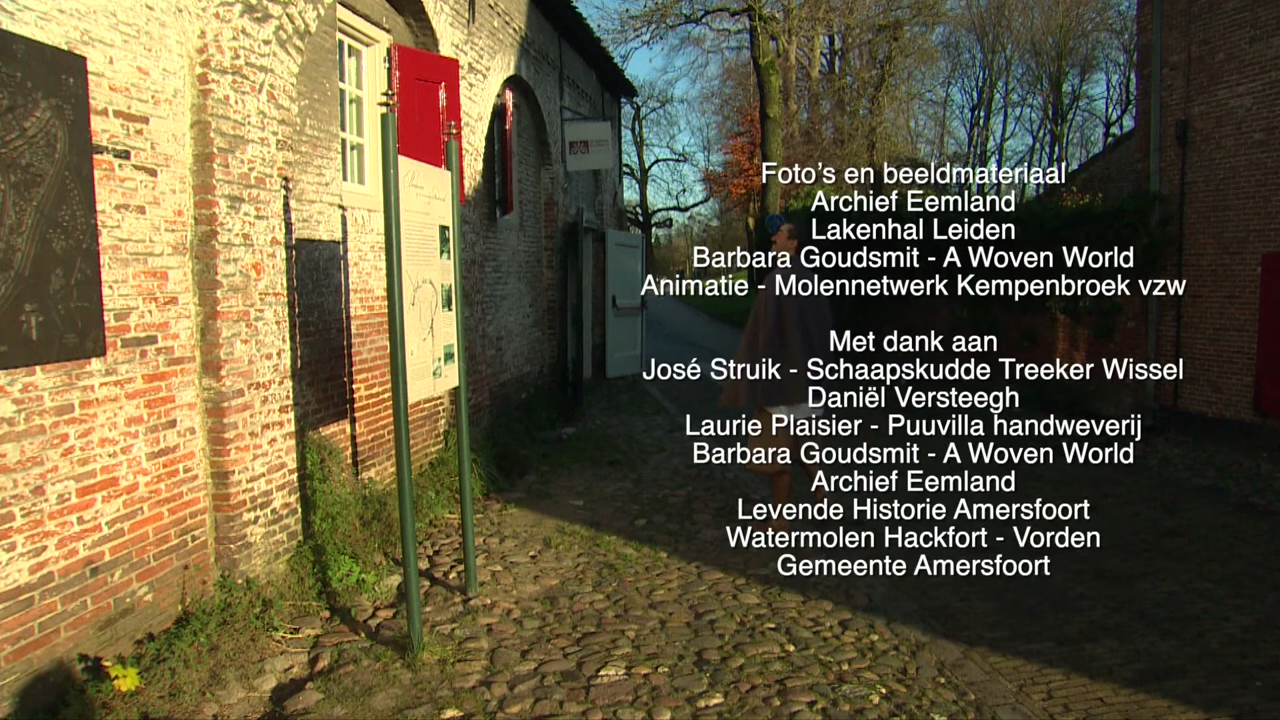 Foto’s en beeldmateriaal
Archief Eemland
Lakenhal Leiden
Barbara Goudsmit - A Woven World
Animatie - Molennetwerk Kempenbroek vzw
Met dank aan
José Struik - Schaapskudde Treeker Wissel
Daniël Versteegh
Laurie Plaisier - Puuvilla handweverij
Barbara Goudsmit - A Woven World
Archief Eemland
Levende Historie Amersfoort
Watermolen Hackfort - Vorden
Gemeente Amersfoort